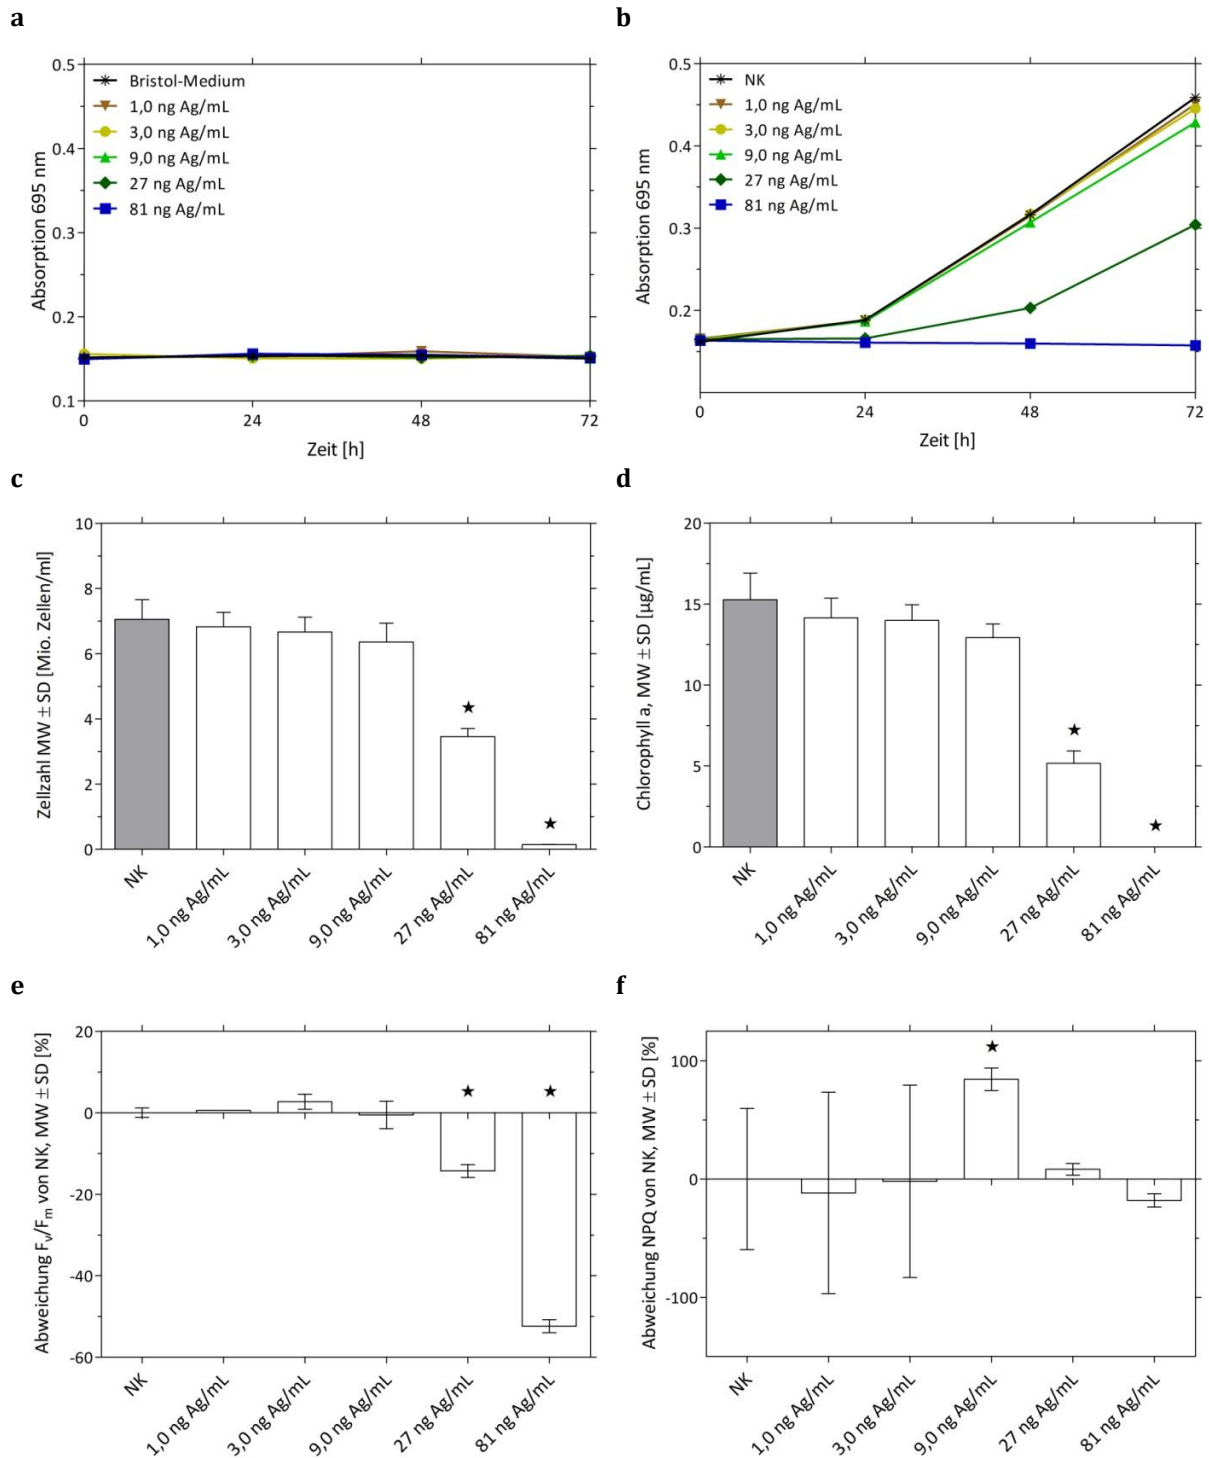 a
0.5
0.4
0.3
0.2
0.1
Absorption 695 nm
Bristol-Medium
1,0 ng Ag/mL
3,0 ng Ag/mL
9,0 ng Ag/mL
27 ng Ag/mL
81 ng Ag/mL
0 24 48 72
Zeit [h]
b
0.5
0.4
0.3
0.2
Absorption 695 nm
NK
1,0 ng Ag/mL
3,0 ng Ag/mL
9,0 ng Ag/mL
27 ng Ag/mL
81 ng Ag/mL
0 24 48 72
Zeit [h]
c
10
8
6
4
2
0
Zellzahl MW ± SD [Mio. Zellen/ml]
★
★
NK
1,0 ng Ag/mL
3,0 ng Ag/mL
9,0 ng Ag/mL
27 ng Ag/mL
81 ng Ag/mL
d
20
15
10
5
0
Chlorophyll a, MW ± SD [µg/mL]
★
★
NK
1,0 ng Ag/mL
3,0 ng Ag/mL
9,0 ng Ag/mL
27 ng Ag/mL
81 ng Ag/mL
e
20
0
-20
-40
-60
Abweichung Fv/Fm von NK, MW ± SD [%]
★ ★
NK
1,0 ng Ag/mL
3,0 ng Ag/mL
9,0 ng Ag/mL
27 ng Ag/mL
81 ng Ag/mL
f
100
0
-100
Abweichung NPQ von NK, MW ± SD [%]
★
NK
1,0 ng Ag/mL
3,0 ng Ag/mL
9,0 ng Ag/mL
27 ng Ag/mL
81 ng Ag/mL